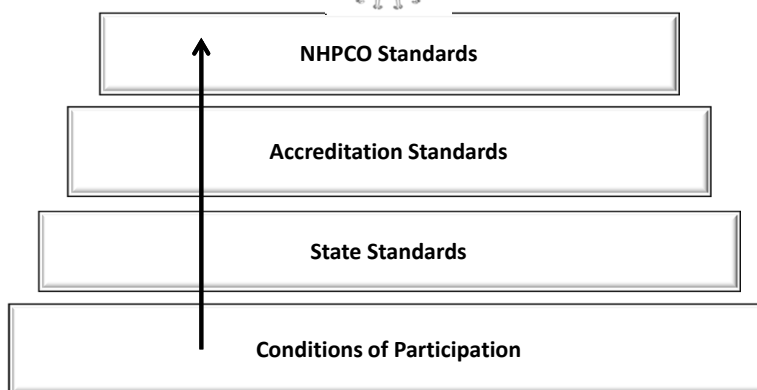 NHPCO Standards
Accreditation Standards
State Standards
Conditions of Participation